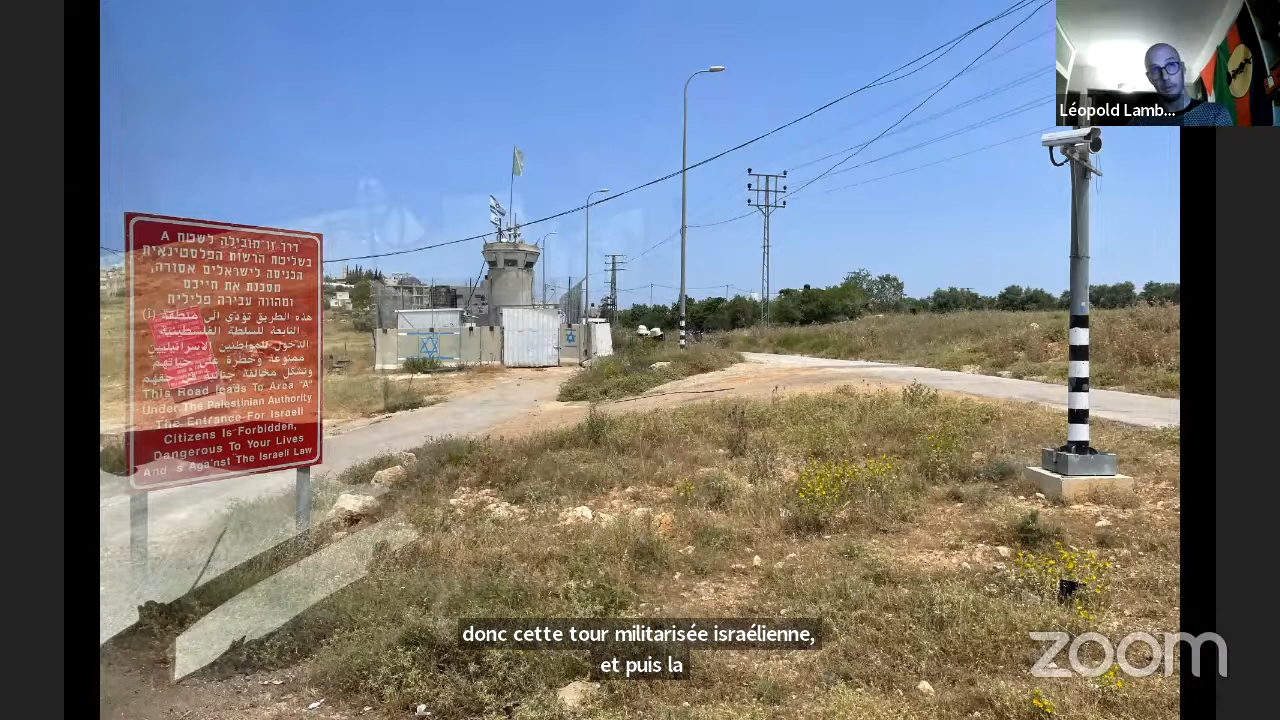 Léopold Lamb...
דרך זו מובילה לשטח A
בשליטת הרשות הפלסטינאית
הכניסה לישראלים אסורה,
מסכנת את חייכם
ומהווה עבירה פלילית
هذه الطريق تؤدي الى منطقة (أ)
التابعة للسلطة الفلسطينية
الدخول للمواطنين الاسرائيليين
ممنوعة وخطرة على حياتهم
وتشكل مخالفة
This Road leads To Area "A"
Under The Palestinian Authority
The Entrance For Israeli
Citizens Is Forbidden,
Dangerous To Your Lives
And Is Against The Israeli Law
donc cette tour militarisée israélienne,
et puis la
zoom